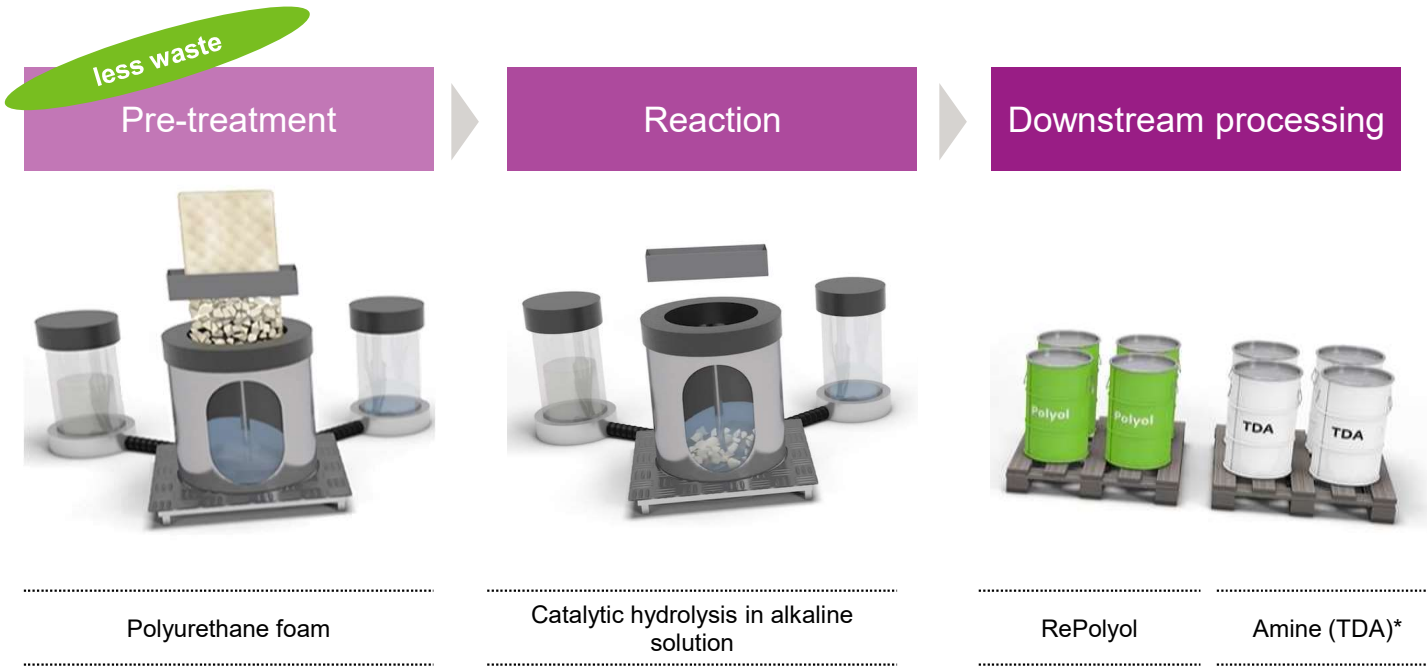 less waste
Pre-treatment
Reaction
Downstream processing
Polyol
Polyol
TDA
TDA
Polyurethane foam
Catalytic hydrolysis in alkaline
solution
RePolyol
Amine (TDA)*